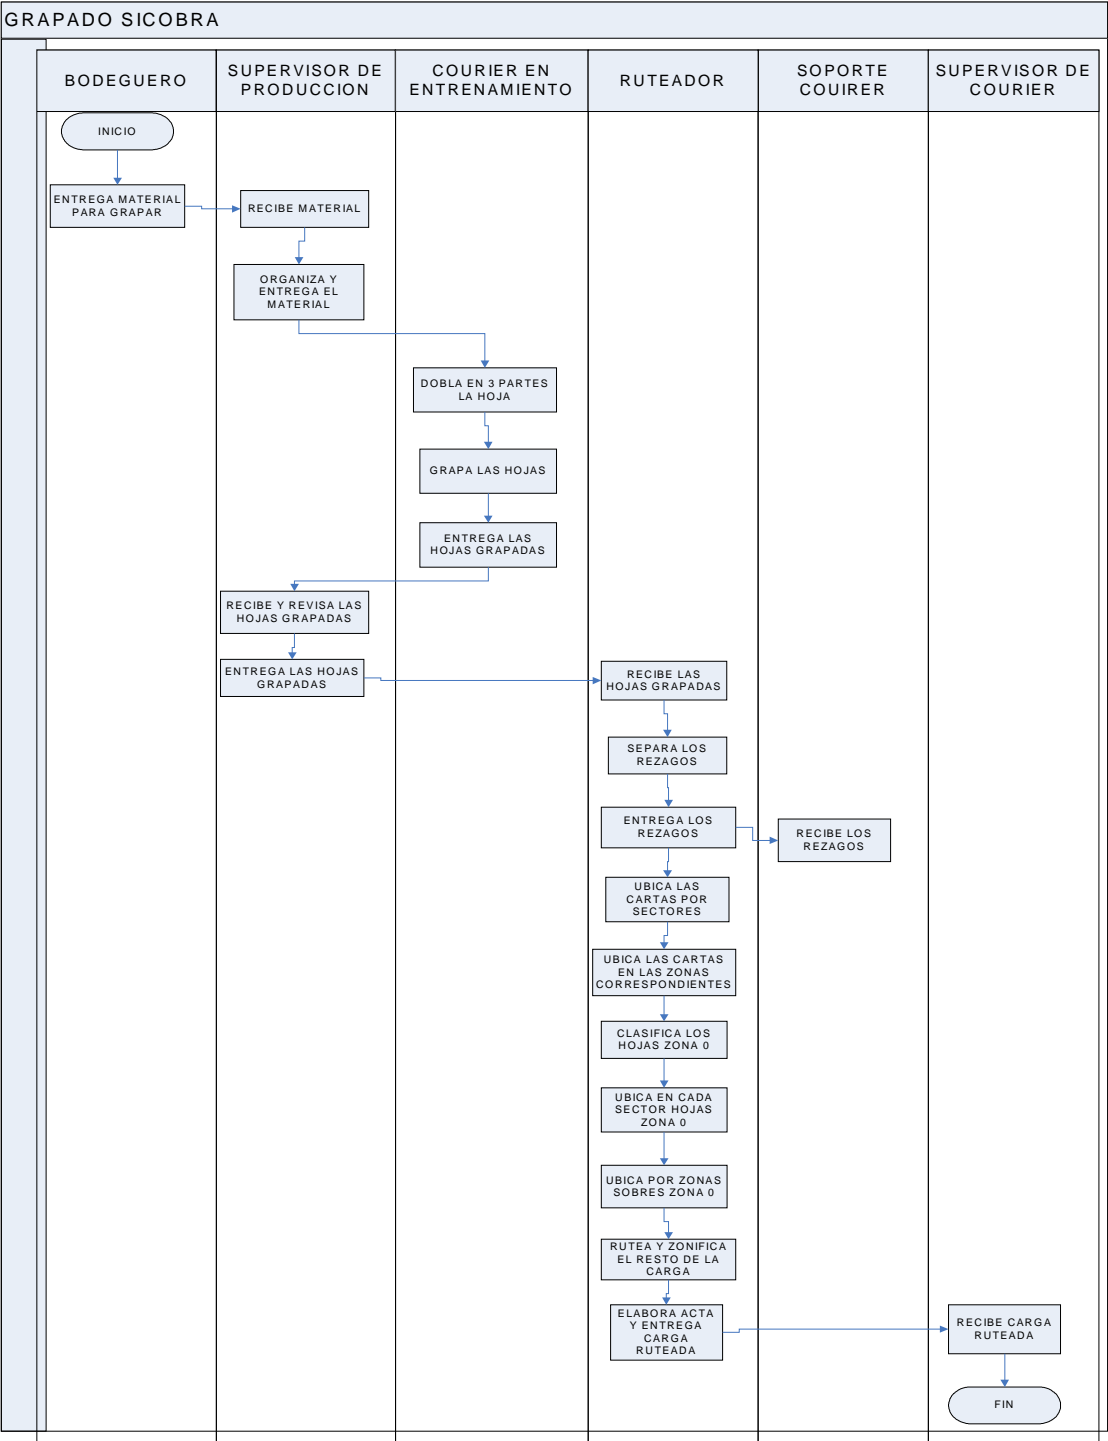 GRAPADO SICOBRA
BODEGUERO
SUPERVISOR DE
PRODUCCION
COURIER EN
ENTRENAMIENTO
RUTEADOR
SOPORTE
COUIRER
SUPERVISOR DE
COURIER
INICIO
ENTREGA MATERIAL
PARA GRAPAR
RECIBE MATERIAL
ORGANIZA Y
ENTREGA EL
MATERIAL
DOBLA EN 3 PARTES
LA HOJA
GRAPA LAS HOJAS
ENTREGA LAS
HOJAS GRAPADAS
RECIBE Y REVISA LAS
HOJAS GRAPADAS
ENTREGA LAS HOJAS
GRAPADAS
RECIBE LAS
HOJAS GRAPADAS
SEPARA LOS
REZAGOS
ENTREGA LOS
REZAGOS
RECIBE LOS
REZAGOS
UBICA LAS
CARTAS POR
SECTORES
UBICA LAS CARTAS
EN LAS ZONAS
CORRESPONDIENTES
CLASIFICA LOS
HOJAS ZONA 0
UBICA EN CADA
SECTOR HOJAS
ZONA 0
UBICA POR ZONAS
SOBRES ZONA 0
RUTEA Y ZONIFICA
EL RESTO DE LA
CARGA
ELABORA ACTA
Y ENTREGA
CARGA
RUTEADA
RECIBE CARGA
RUTEADA
FIN